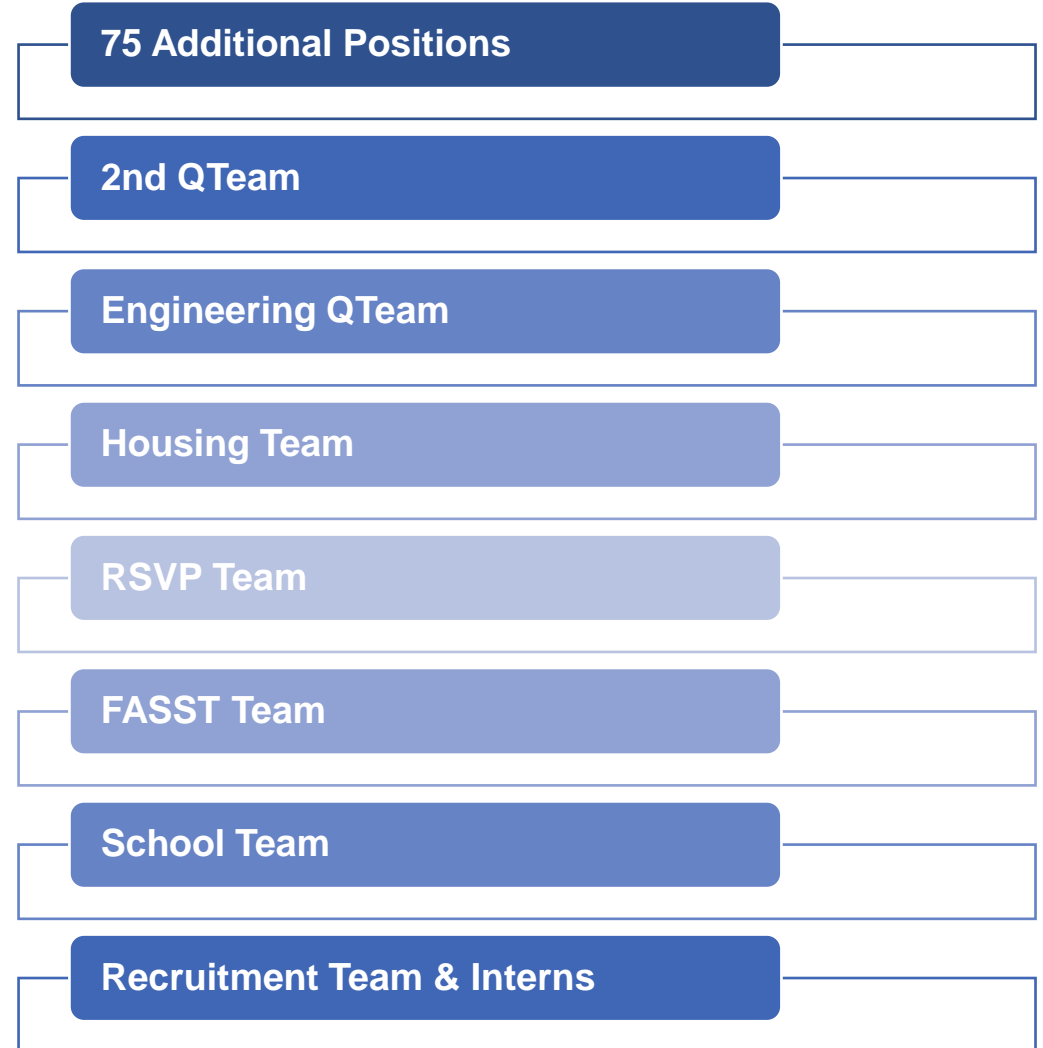 75 Additional Positions
2nd QTeam
Engineering QTeam
Housing Team
RSVP Team
FASST Team
School Team
Recruitment Team & Interns